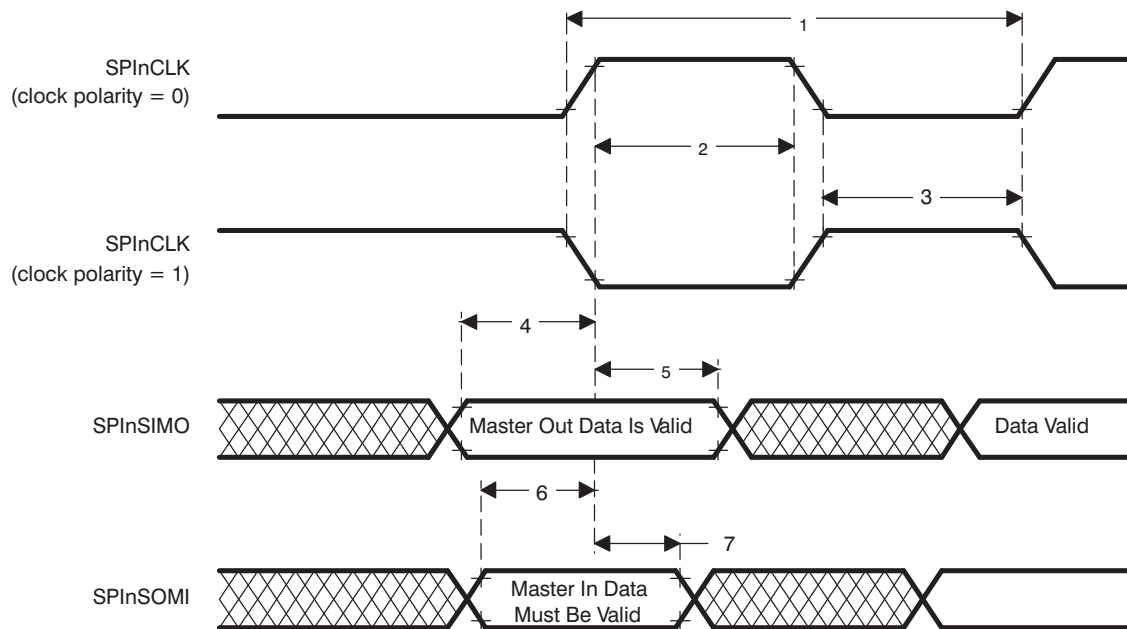 1
SPInCLK
(clock polarity = 0)
2
3
SPInCLK
(clock polarity = 1)
4
5
SPInSIMO
Master Out Data Is Valid
Data Valid
6
7
SPInSOMI
Master In Data
Must Be Valid